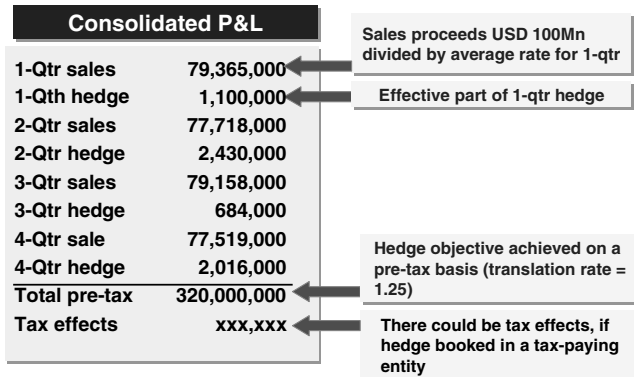 Consolidated P&L
Sales proceeds USD 100Mn
divided by average rate for 1-qtr
1-Qtr sales 79,365,000
1-Qth hedge 1,100,000
Effective part of 1-qtr hedge
2-Qtr sales 77,718,000
2-Qtr hedge 2,430,000
3-Qtr sales 79,158,000
3-Qtr hedge 684,000
4-Qtr sale 77,519,000
4-Qtr hedge 2,016,000
Total pre-tax 320,000,000
Hedge objective achieved on a
pre-tax basis (translation rate =
1.25)
Tax effects xxx,xxx
There could be tax effects, if
hedge booked in a tax-paying
entity